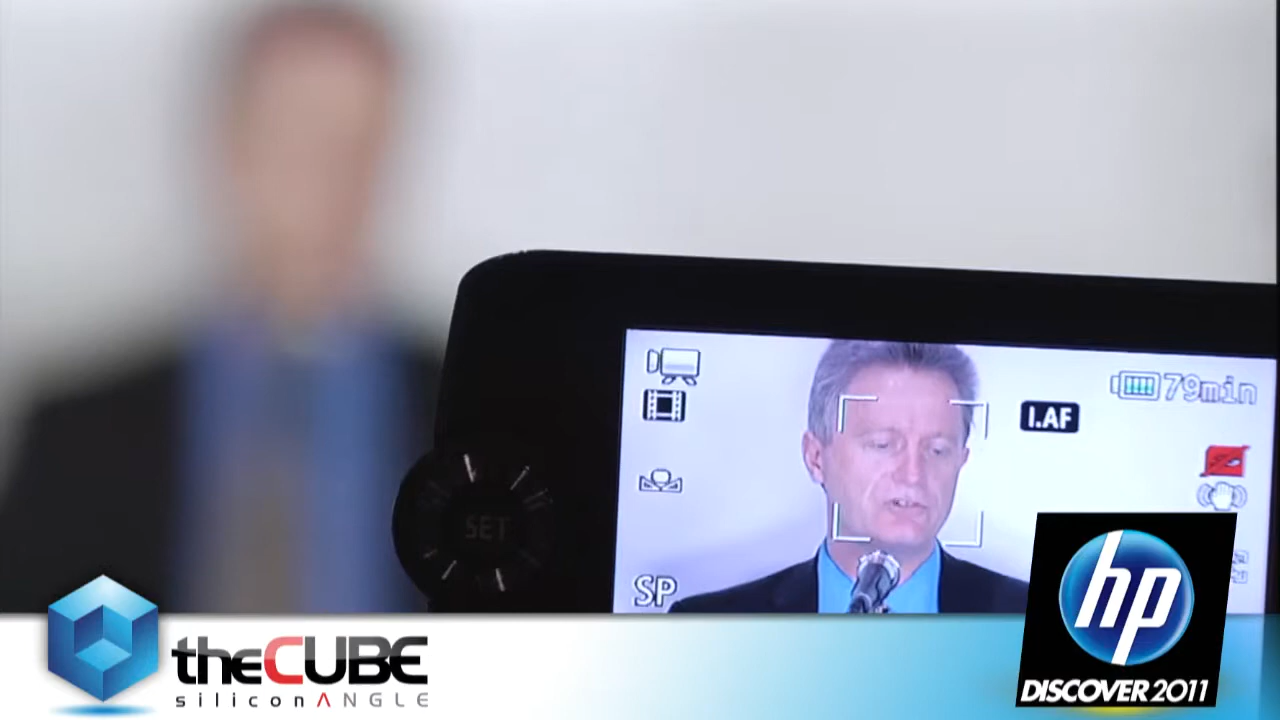 79min
I.AF
SET
SP
theCUBE
siliconANGLE
hp
DISCOVER 2011